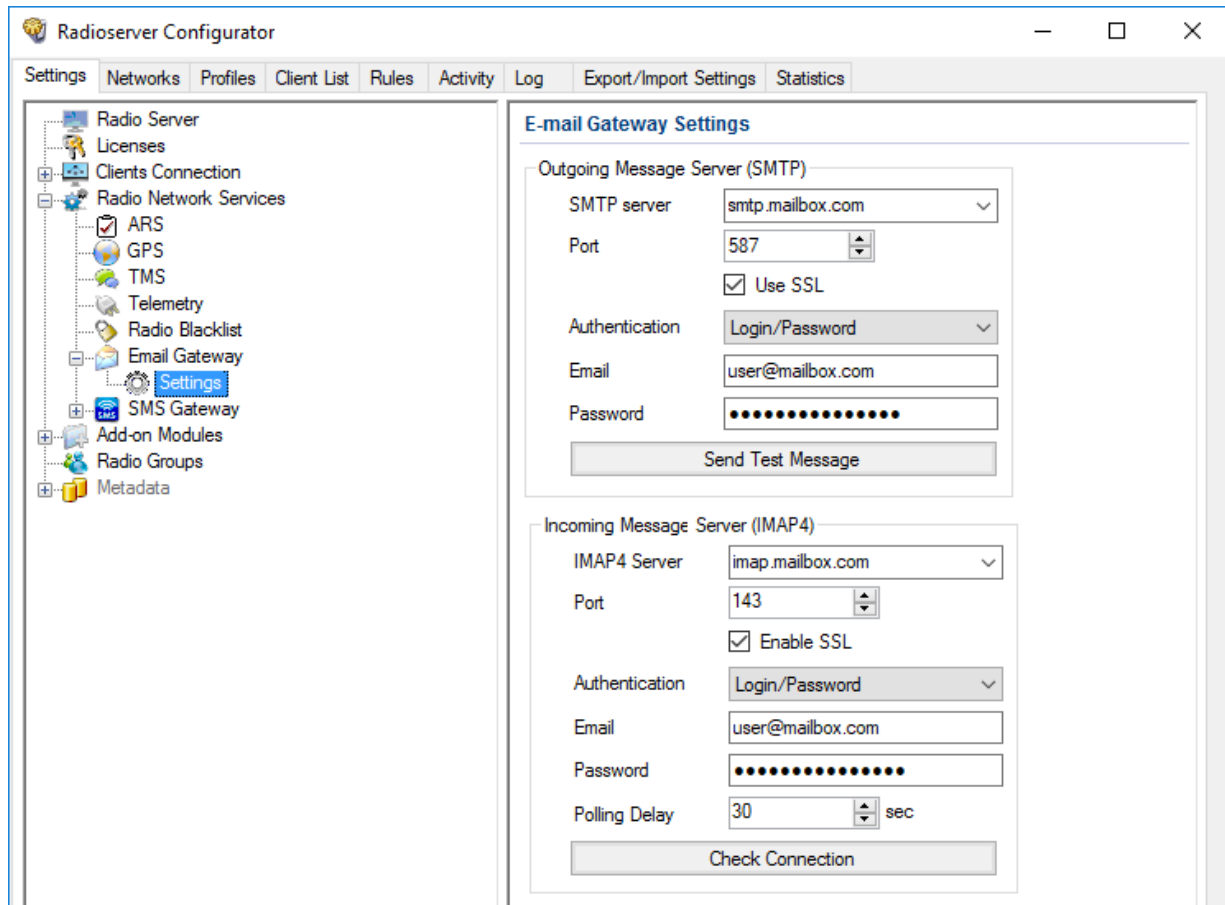 Radioserver Configurator
Settings Networks Profiles Client List Rules Activity Log Export/Import Settings Statistics
Radio Server
Licenses
Clients Connection
Radio Network Services
ARS
GPS
TMS
Telemetry
Radio Blacklist
Email Gateway
Settings
SMS SMS Gateway
Add-on Modules
Radio Groups
Metadata
E-mail Gateway Settings
Outgoing Message Server (SMTP)
SMTP server smtp.mailbox.com
Port 587
Use SSL
Authentication Login/Password
Email user@mailbox.com
Password •••••••••••••••
Send Test Message
Incoming Message Server (IMAP4)
IMAP4 Server imap.mailbox.com
Port 143
Enable SSL
Authentication Login/Password
Email user@mailbox.com
Password •••••••••••••••
Polling Delay 30 sec
Check Connection